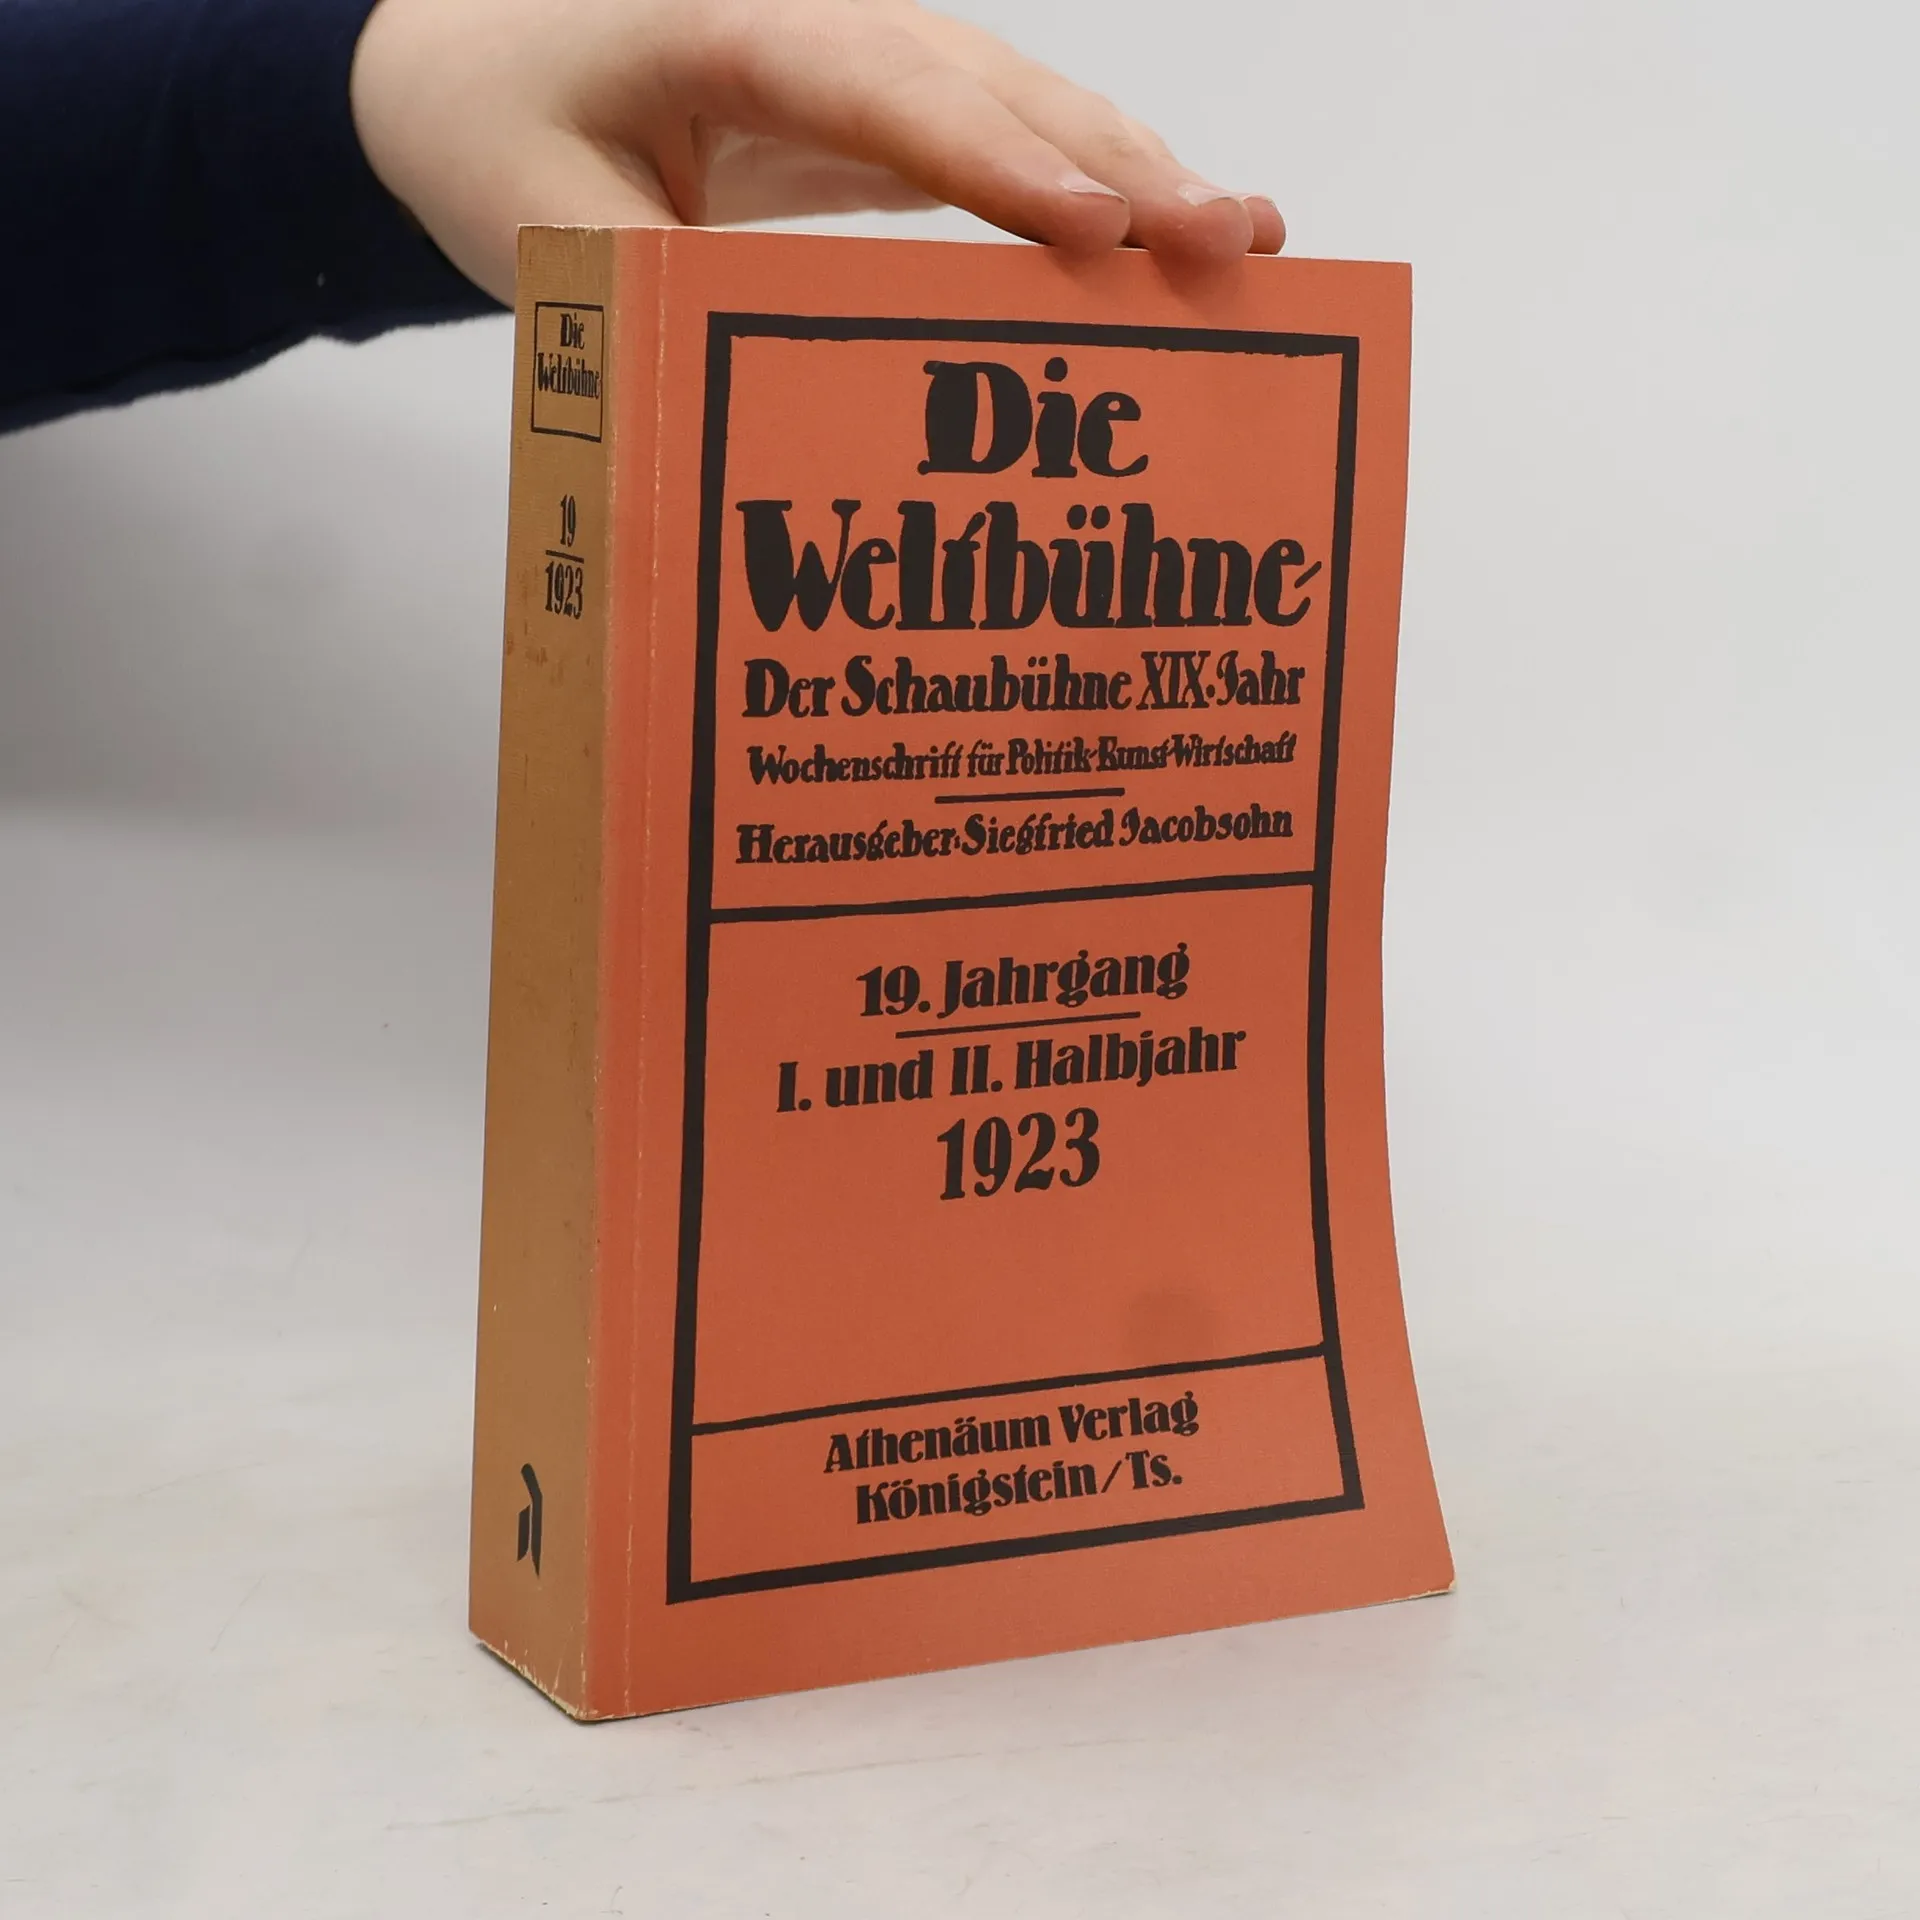 Die
Weltbühne
19
1923
Die
Weltbühne
Der Schaubühne XIX. Jahr
Wochenschrift für Politik-Kunst-Wirtschaft
Herausgeber: Siegfried Jacobsohn
19. Jahrgang
I. und II. Halbjahr
1923
Athenäum Verlag
Königstein/Ts.